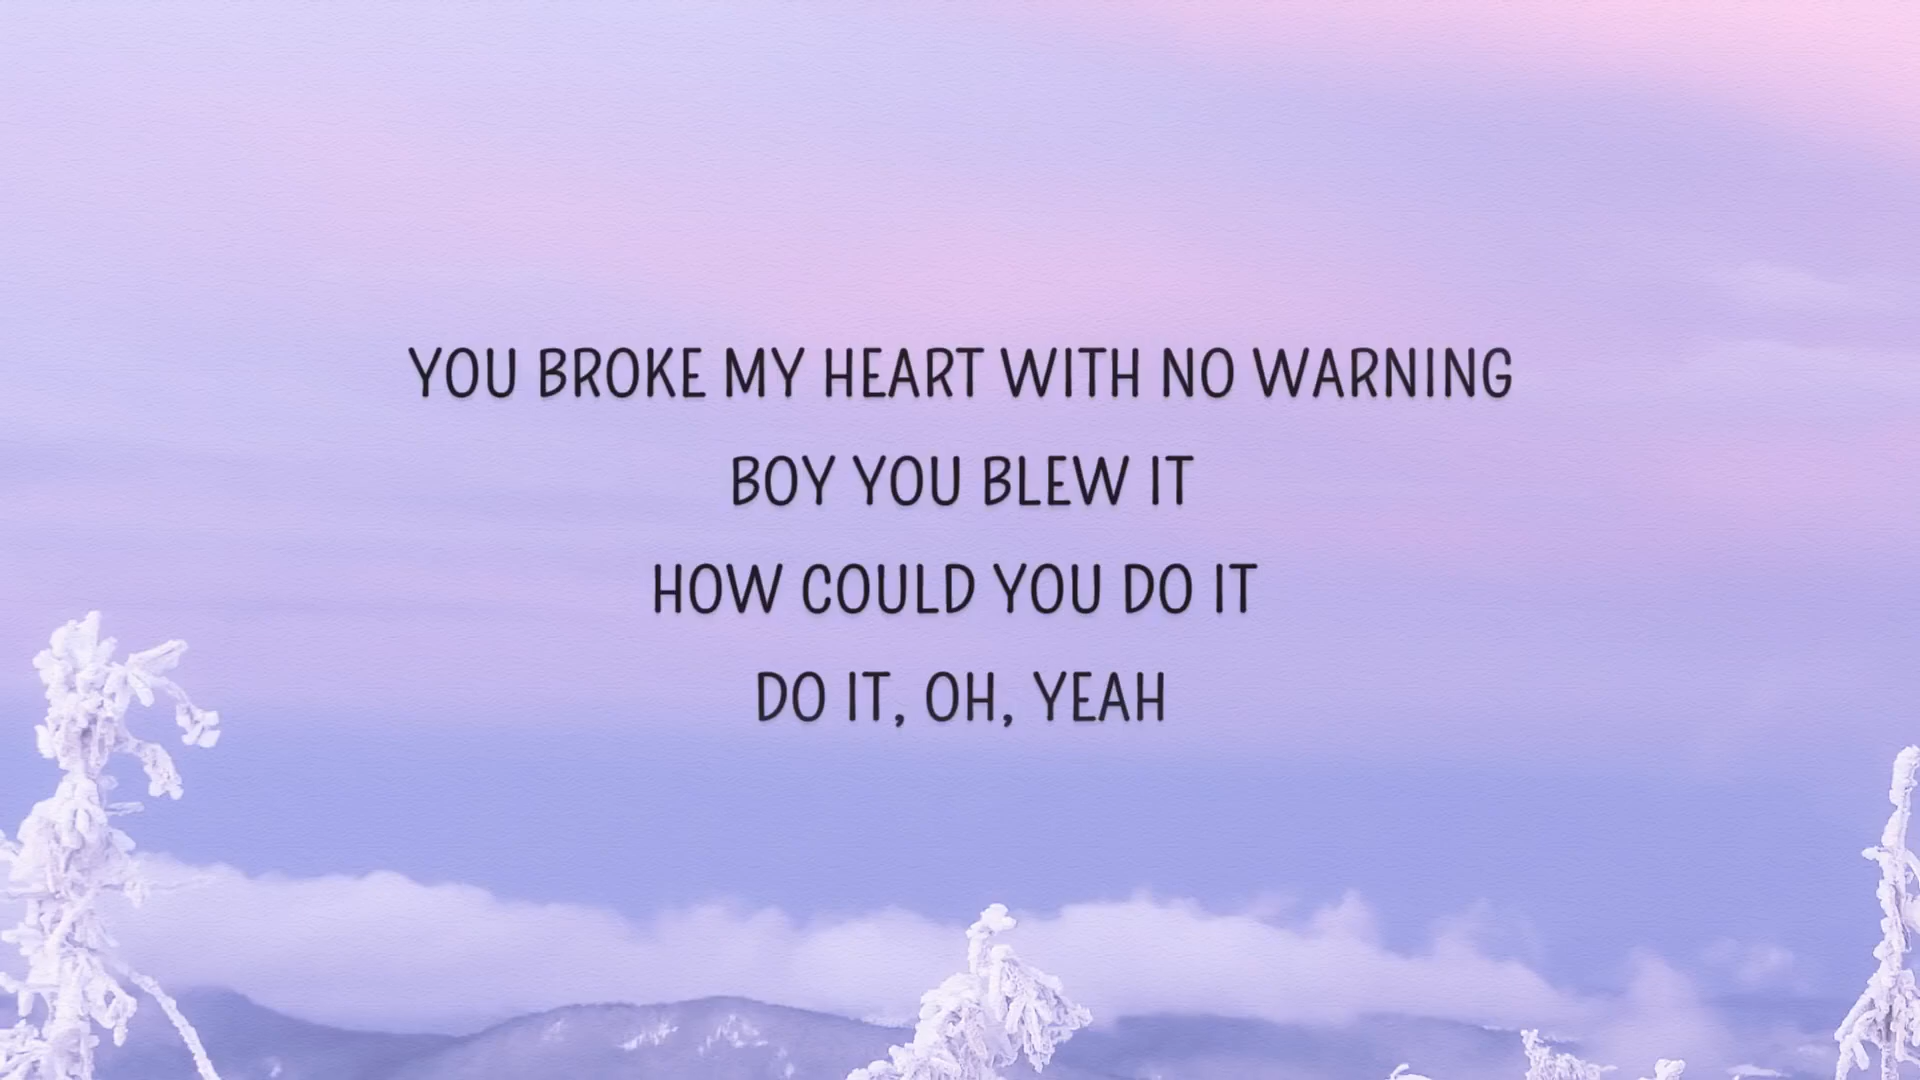 YOU BROKE MY HEART WITH NO WARNING
BOY YOU BLEW IT
HOW COULD YOU DO IT
DO IT, OH, YEAH